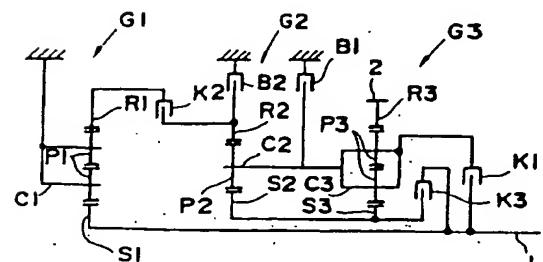 G1 G2 G3
B1
B2 2
R1 K2 R2 R3
P1 C2 P3 K1
C1 P2 S2 C3 K3
S3
S1 1